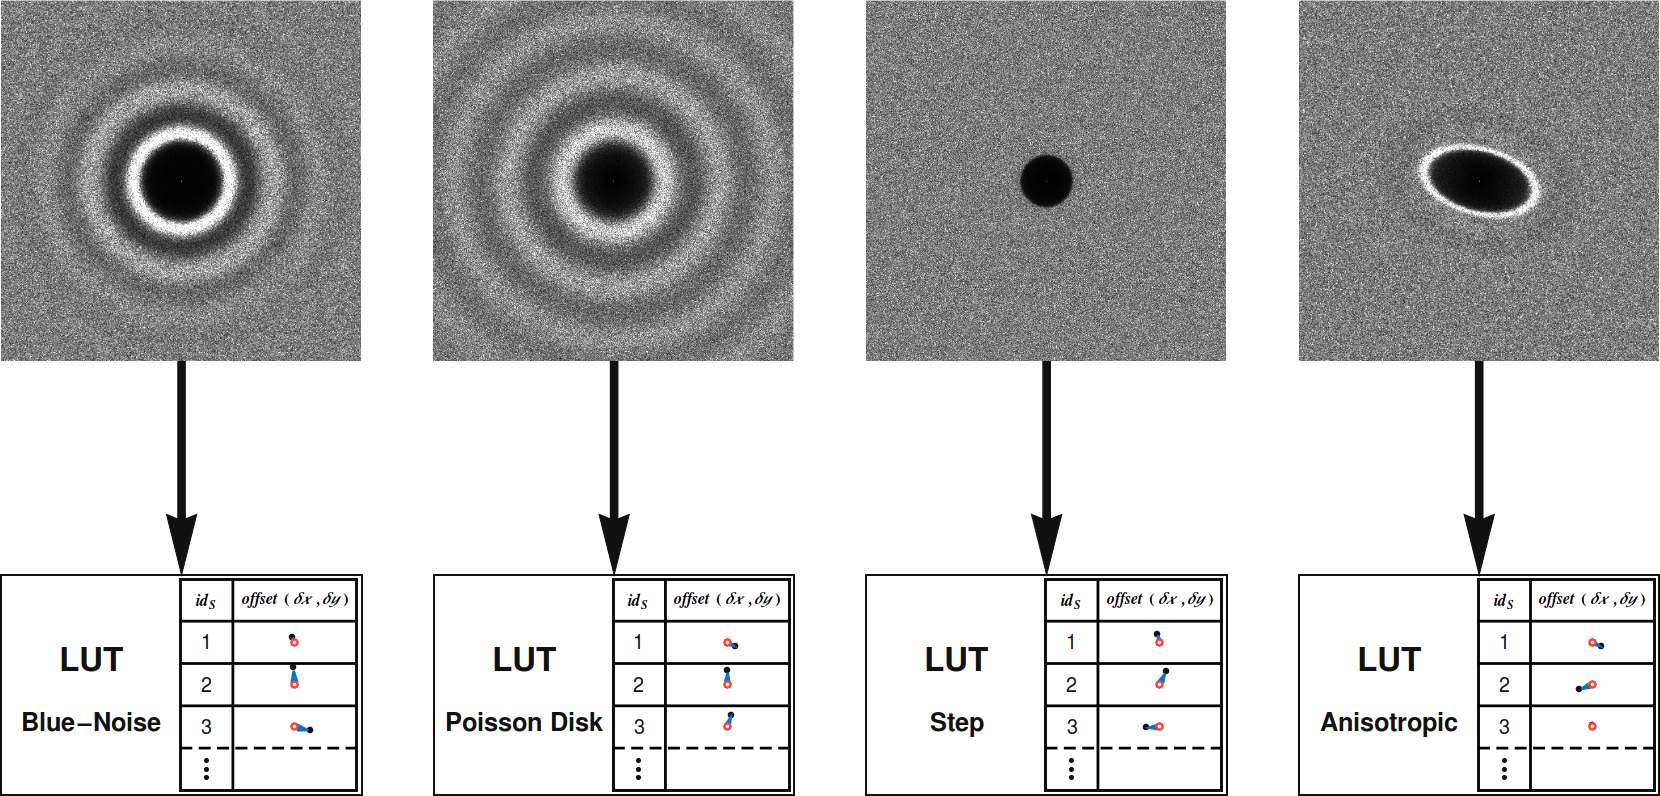 LUT
Blue–Noise
id_S offset ( δx , δy )
1
2
3
LUT
Poisson Disk
id_S offset ( δx , δy )
1
2
3
LUT
Step
id_S offset ( δx , δy )
1
2
3
LUT
Anisotropic
id_S offset ( δx , δy )
1
2
3